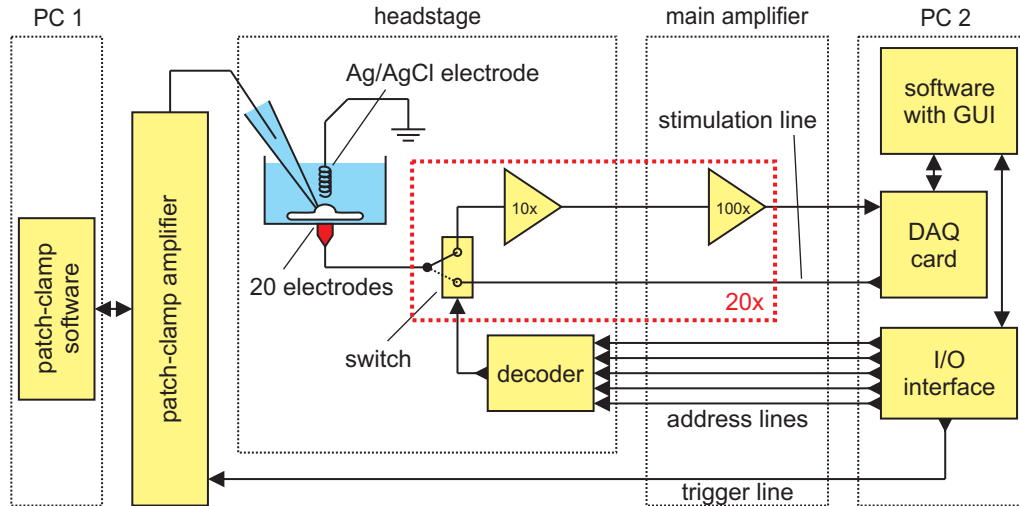 PC 1
headstage
main amplifier
PC 2
Ag/AgCl electrode
stimulation line
software
with GUI
10x
100x
DAQ
card
20 electrodes
20x
switch
decoder
I/O
interface
address lines
trigger line
patch-clamp
software
patch-clamp amplifier